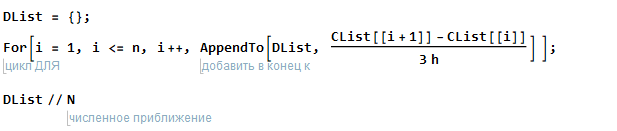 DList = {};
For[i = 1, i <= n, i++, AppendTo[DList, (CList[[i + 1]] - CList[[i]])/(3 h)]];
цикл ДЛЯ добавить в конец к
DList // N
численное приближение